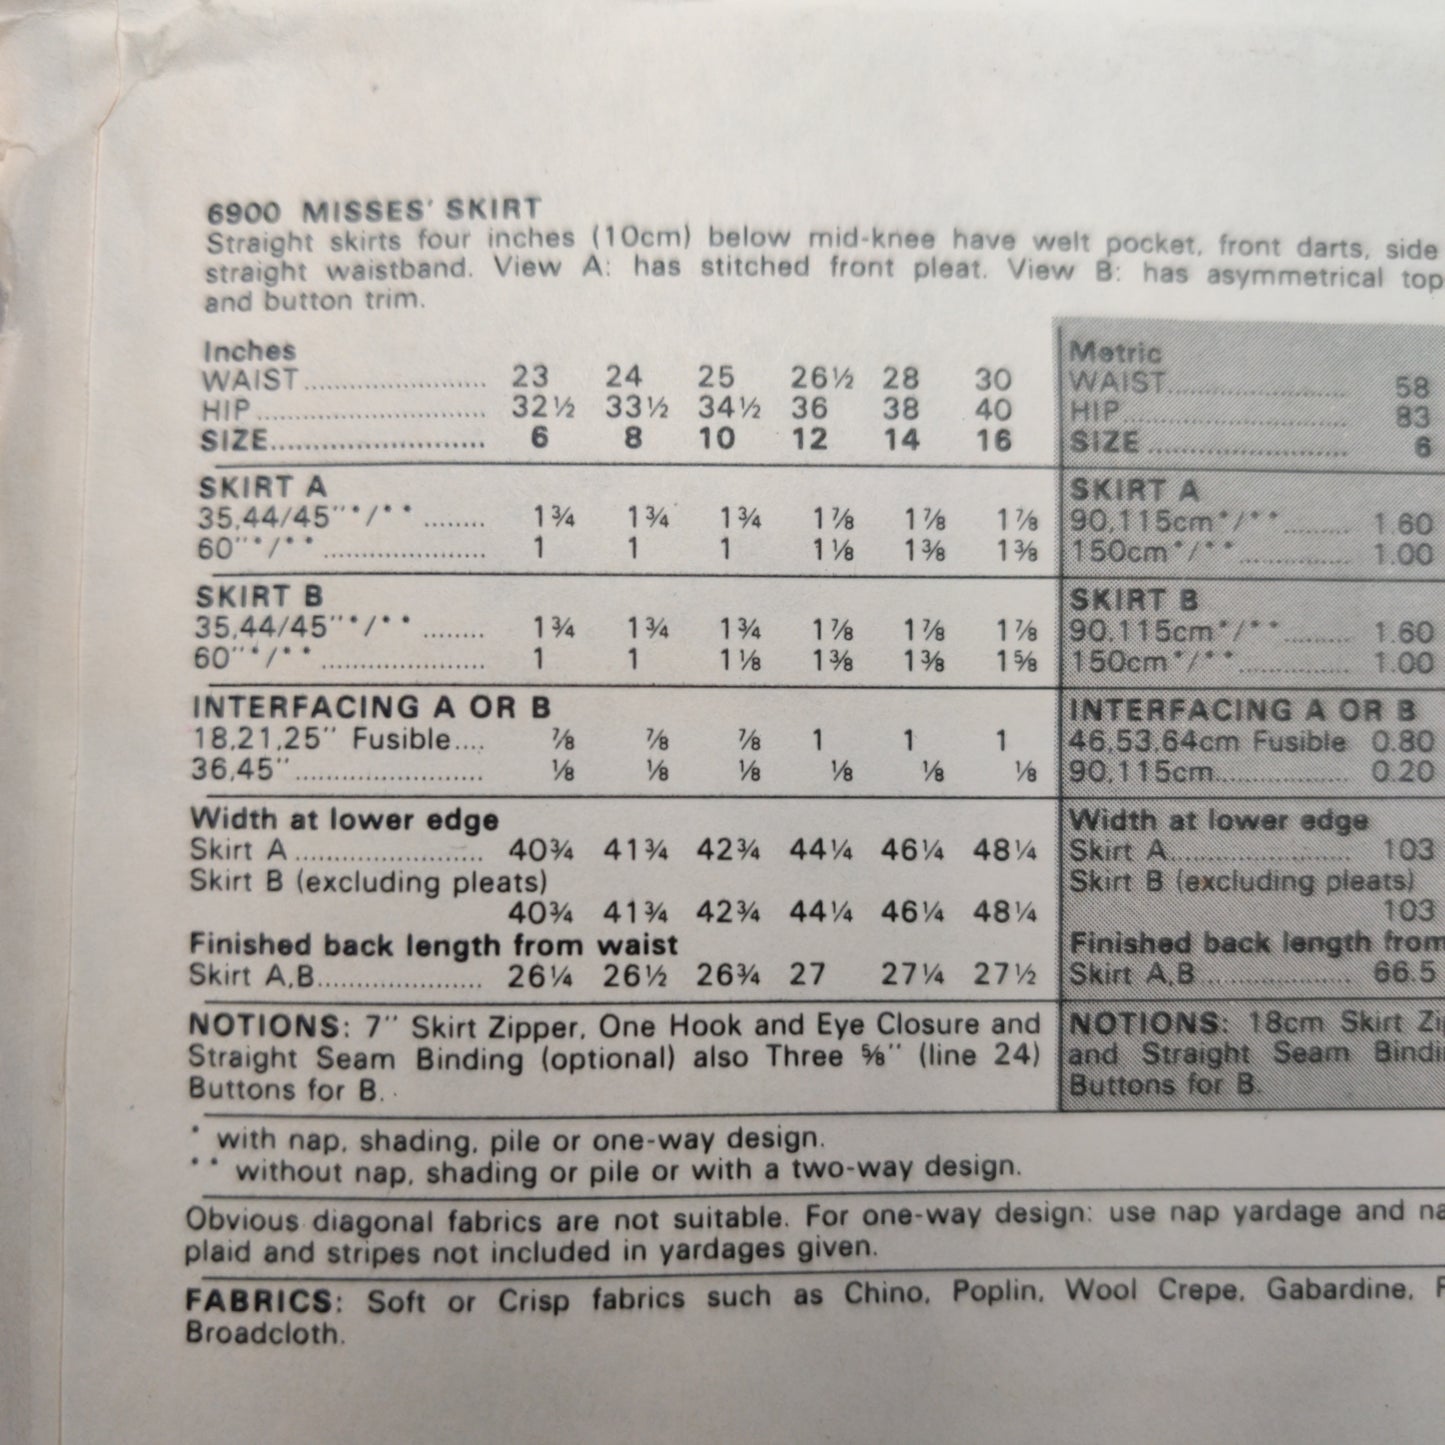 6900 MISSES' SKIRT
Straight skirts four inches (10cm) below mid-knee have welt pocket, front darts, side
straight waistband. View A: has stitched front pleat. View B: has asymmetrical top
and button trim.
Inches
WAIST........................ 23 24 25 26½ 28 30
HIP............................ 32½ 33½ 34½ 36 38 40
SIZE.......................... 6 8 10 12 14 16
SKIRT A
35,44/45"*/** ........ 1¾ 1¾ 1¾ 1⅞ 1⅞ 1⅞
60"*/** ..................... 1 1 1 1⅛ 1⅜ 1⅜
SKIRT B
35,44/45"*/** ........ 1¾ 1¾ 1¾ 1⅞ 1⅞ 1⅞
60"*/** ..................... 1 1 1⅛ 1⅜ 1⅜ 1⅝
INTERFACING A OR B
18,21,25" Fusible.... ⅞ ⅞ ⅞ 1 1 1
36,45"........................ ⅛ ⅛ ⅛ ⅛ ⅛ ⅛
Width at lower edge
Skirt A........................ 40¾ 41¾ 42¾ 44¼ 46¼ 48¼
Skirt B (excluding pleats)
40¾ 41¾ 42¾ 44¼ 46¼ 48¼
Finished back length from waist
Skirt A,B..................... 26¼ 26½ 26¾ 27 27¼ 27½
NOTIONS: 7" Skirt Zipper, One Hook and Eye Closure and
Straight Seam Binding (optional) also Three ⅝" (line 24)
Buttons for B.
Metric
WAIST........................ 58
HIP............................ 83
SIZE.......................... 6
SKIRT A
90,115cm*/**......... 1.60
150cm*/**............... 1.00
SKIRT B
90,115cm*/**......... 1.60
150cm*/**............... 1.00
INTERFACING A OR B
46,53,64cm Fusible 0.80
90,115cm................. 0.20
Width at lower edge
Skirt A....................... 103
Skirt B (excluding pleats)
103
Finished back length from
Skirt A,B................... 66.5
NOTIONS: 18cm Skirt
and Straight Seam
Buttons for B.
* with nap, shading, pile or one-way design.
** without nap, shading or pile or with a two-way design.
Obvious diagonal fabrics are not suitable. For one-way design: use nap yardage and
plaid and stripes not included in yardages given.
FABRICS: Soft or Crisp fabrics such as Chino, Poplin, Wool Crepe, Gabardine,
Broadcloth.